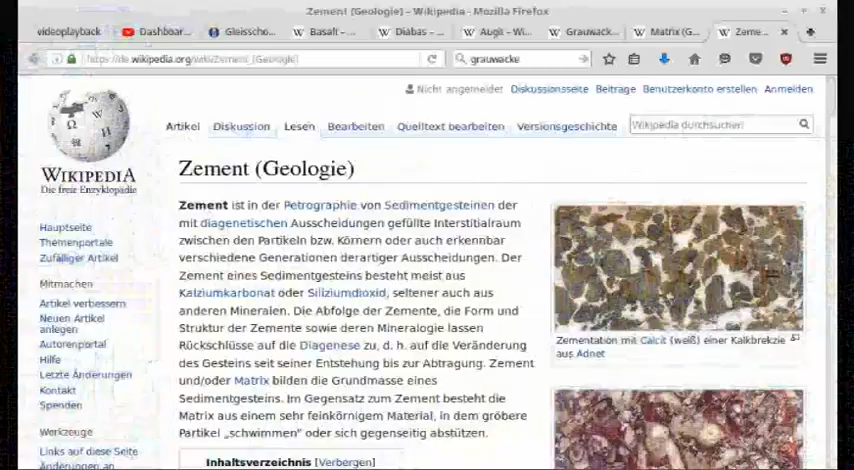 Zement (Geologie) - Wikipedia - Mozilla Firefox
videoplayback
Dashboar...
Gleisscho...
Basalt - ...
Diabas - ...
Augit - Wi...
Grauwack...
Matrix (G...
Zeme...
https://de.wikipedia.org/wiki/Zement_(Geologie)
grauwacke
Nicht angemeldet Diskussionsseite Beiträge Benutzerkonto erstellen Anmelden
Artikel Diskussion Lesen Bearbeiten Quelltext bearbeiten Versionsgeschichte
Wikipedia durchsuchen
WIKIPEDIA
Die freie Enzyklopädie
Hauptseite
Themenportale
Zufälliger Artikel
Mitmachen
Artikel verbessern
Neuen Artikel
anlegen
Autorenportal
Hilfe
Letzte Änderungen
Kontakt
Spenden
Werkzeuge
Links auf diese Seite
Änderungen an
Zement (Geologie)
Zement ist in der Petrographie von Sedimentgesteinen der
mit diagenetischen Ausscheidungen gefüllte Interstitialraum
zwischen den Partikeln bzw. Körnern oder auch erkennbar
verschiedene Generationen derartiger Ausscheidungen. Der
Zement eines Sedimentgesteins besteht meist aus
Kalziumkarbonat oder Siliziumdioxid, seltener auch aus
anderen Mineralen. Die Abfolge der Zemente, die Form und
Struktur der Zemente sowie deren Mineralogie lassen
Rückschlüsse auf die Diagenese zu, d. h. auf die Veränderung
des Gesteins seit seiner Entstehung bis zur Abtragung. Zement
und/oder Matrix bilden die Grundmasse eines
Sedimentgesteins. Im Gegensatz zum Zement besteht die
Matrix aus einem sehr feinkörnigem Material, in dem gröbere
Partikel „schwimmen" oder sich gegenseitig abstützen.
Inhaltsverzeichnis [Verbergen]
Zementation mit Calcit (weiß) einer Kalkbrekzie
aus Adnet